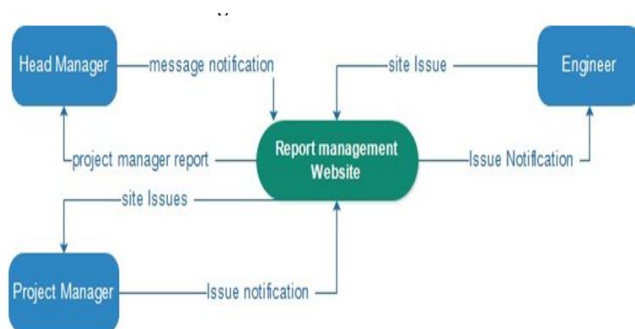 Head Manager
message notification
site Issue
Engineer
Report management
Website
project manager report
Issue Notification
site Issues
Project Manager
Issue notification